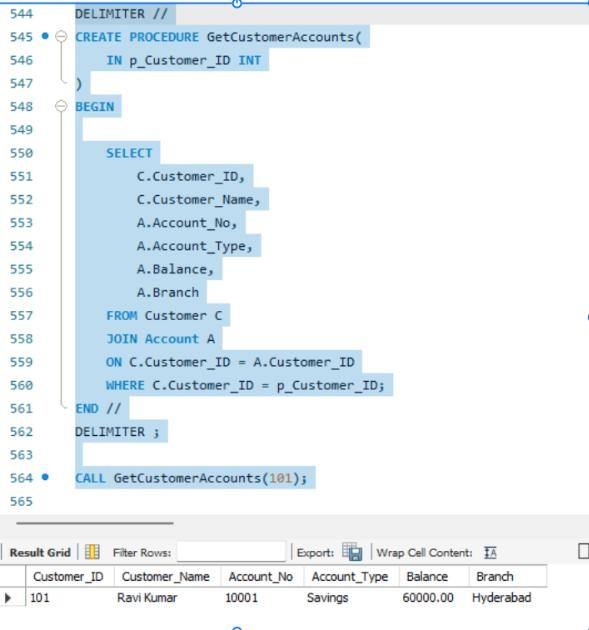 544 DELIMITER //
545 CREATE PROCEDURE GetCustomerAccounts(
546 IN p_Customer_ID INT
547 )
548 BEGIN
549
550 SELECT
551 C.Customer_ID,
552 C.Customer_Name,
553 A.Account_No,
554 A.Account_Type,
555 A.Balance,
556 A.Branch
557 FROM Customer C
558 JOIN Account A
559 ON C.Customer_ID = A.Customer_ID
560 WHERE C.Customer_ID = p_Customer_ID;
561 END //
562 DELIMITER ;
563
564 CALL GetCustomerAccounts(101);
565
Result Grid Filter Rows: Export: Wrap Cell Content: IA
Customer_ID Customer_Name Account_No Account_Type Balance Branch
101 Ravi Kumar 10001 Savings 60000.00 Hyderabad